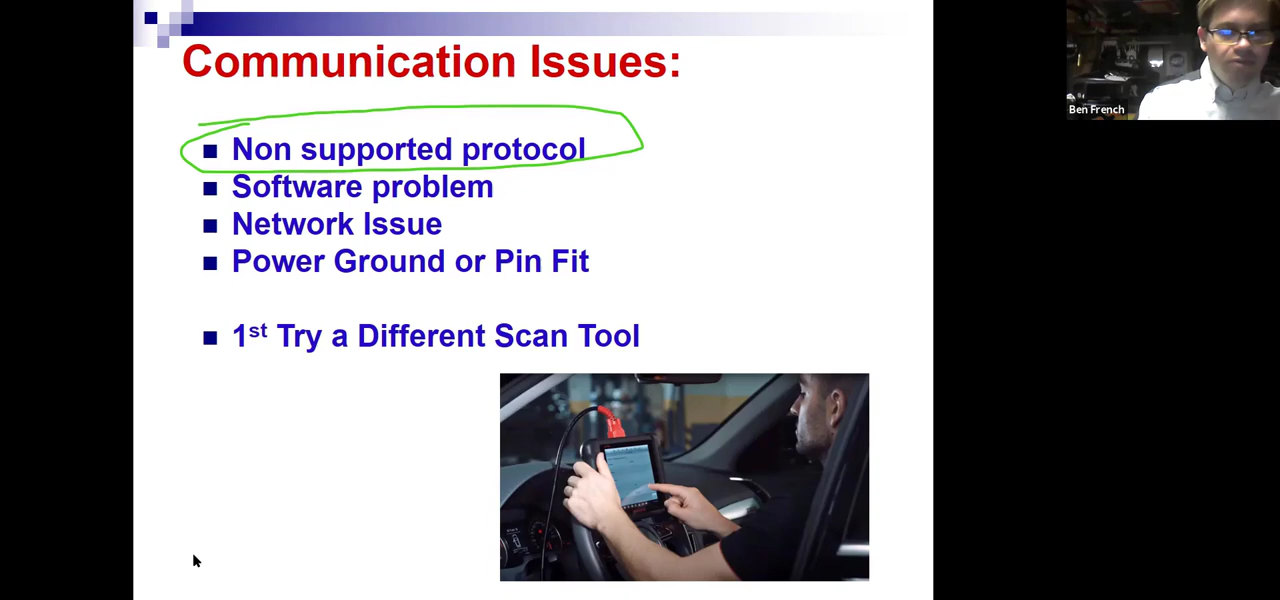 Communication Issues:
Non supported protocol
Software problem
Network Issue
Power Ground or Pin Fit
1st Try a Different Scan Tool
Ben French